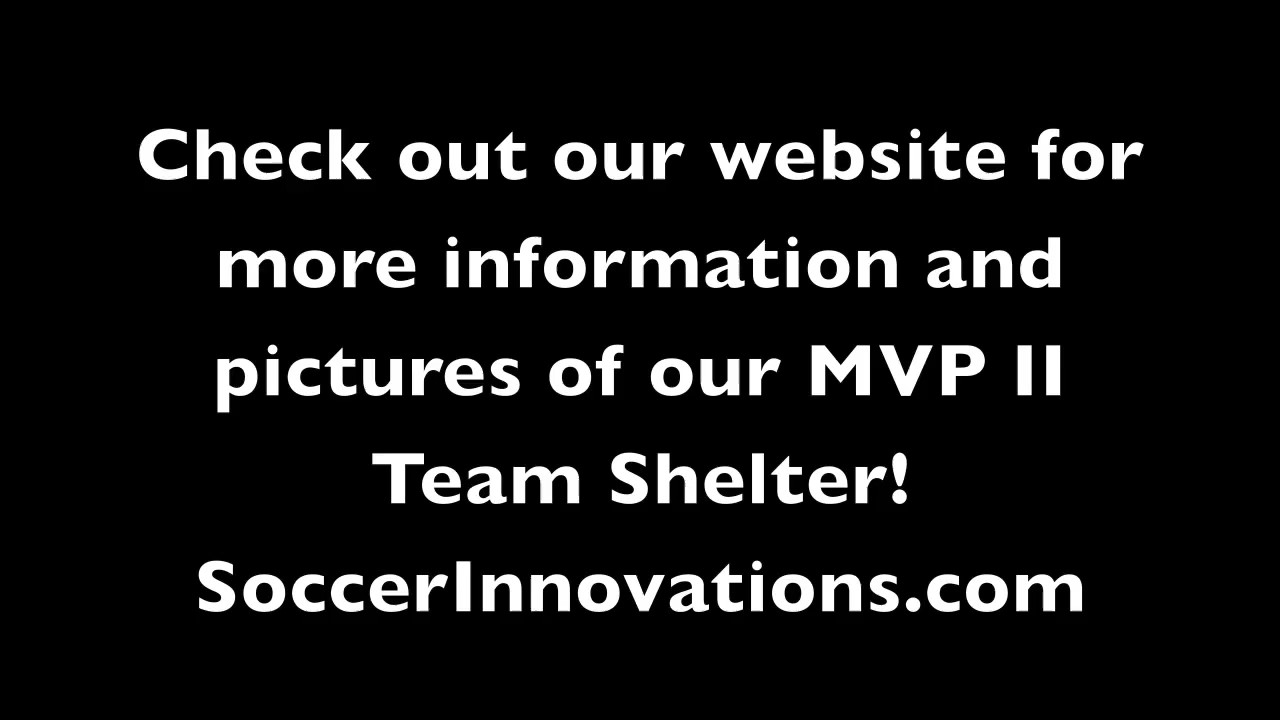 Check out our website for
more information and
pictures of our MVP II
Team Shelter!
SoccerInnovations.com